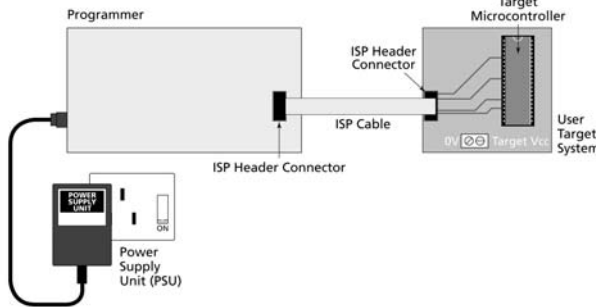 Programmer
Target
Microcontroller
ISP Header
Connector
ISP Cable
User
Target
System
0V
Target Vcc
ISP Header Connector
POWER
SUPPLY
UNIT
ON
Power
Supply
Unit (PSU)